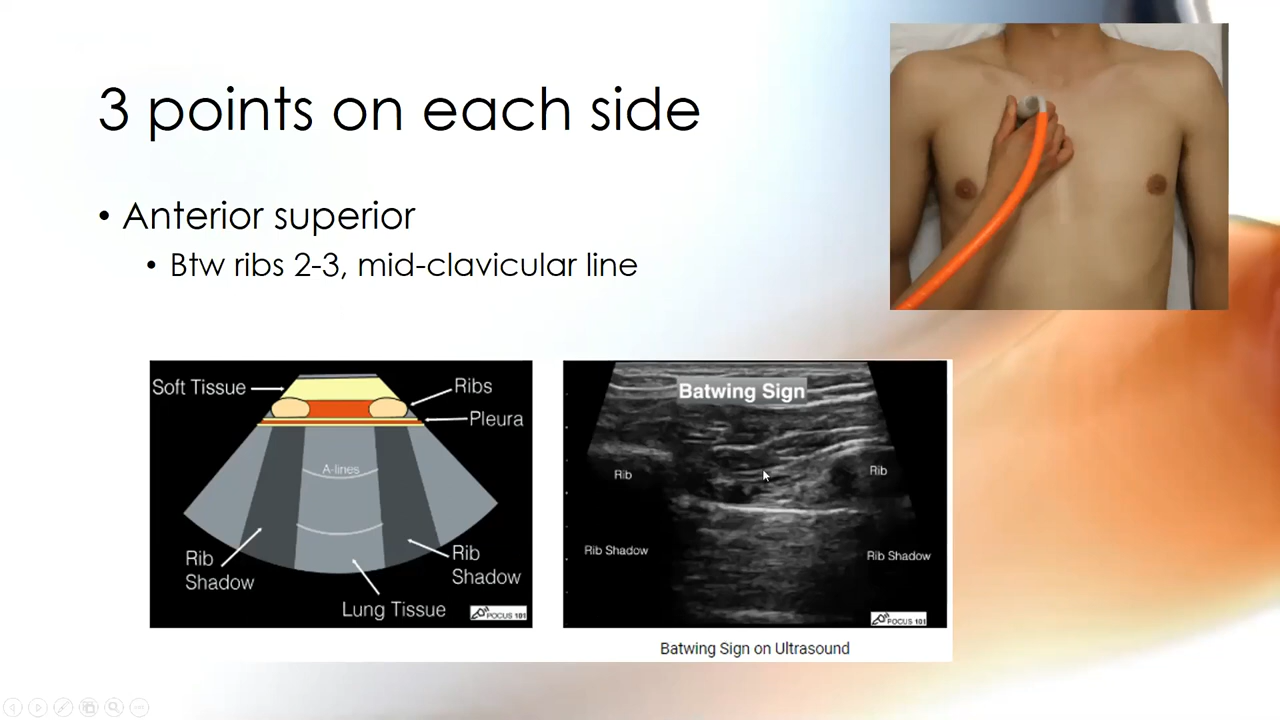 3 points on each side
• Anterior superior
• Btw ribs 2-3, mid-clavicular line
Soft Tissue
Ribs
Pleura
A-lines
Rib
Shadow
Rib
Shadow
Lung Tissue
POCUS 101
Batwing Sign
Rib
Rib
Rib Shadow
Rib Shadow
POCUS 101
Batwing Sign on Ultrasound